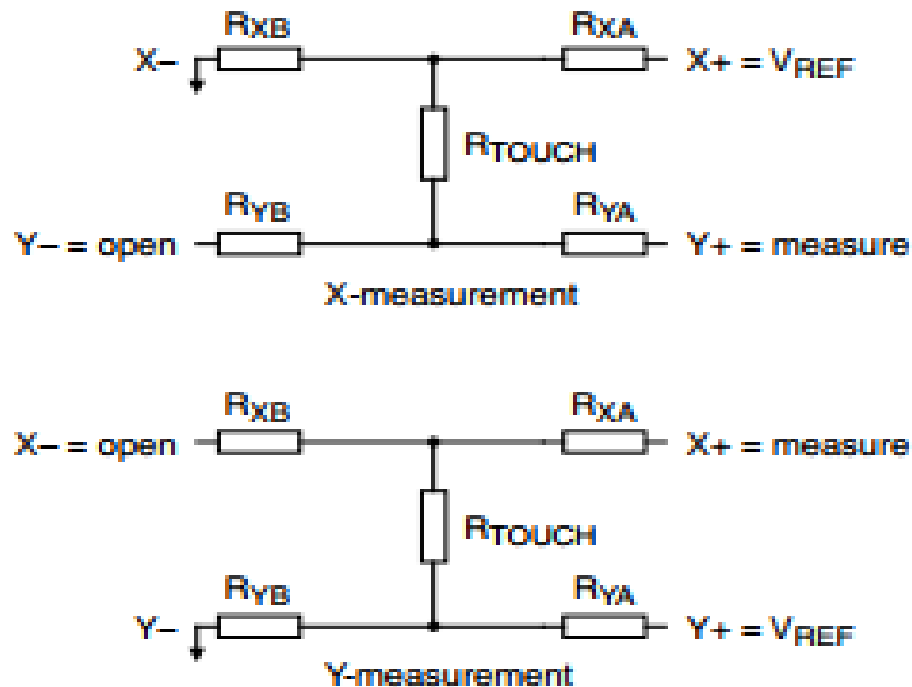 RXB RXA
X− X+ = VREF
RTOUCH
RYB RYA
Y− = open Y+ = measure
X-measurement
RXB RXA
X− = open X+ = measure
RTOUCH
RYB RYA
Y− Y+ = VREF
Y-measurement